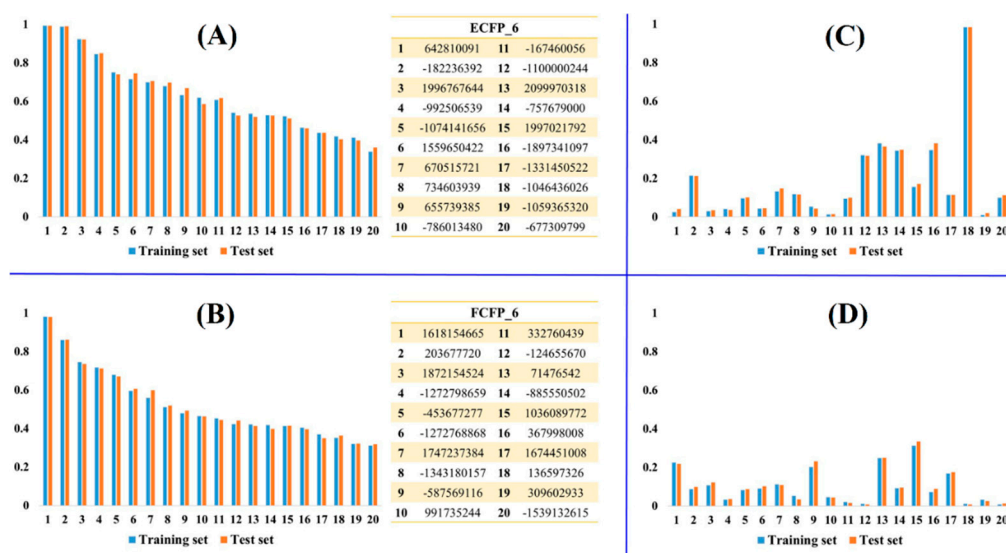 (A)
1
0.8
0.6
0.4
0.2
0
1 2 3 4 5 6 7 8 9 10 11 12 13 14 15 16 17 18 19 20
Training set Test set
ECFP_6
1 642810091 11 -167460056
2 -182236392 12 -1100000244
3 1996767644 13 2099970318
4 -992506539 14 -757679000
5 -1074141656 15 1997021792
6 1559650422 16 -1897341097
7 670515721 17 -1331450522
8 734603939 18 -1046436026
9 655739385 19 -1059365320
10 -786013480 20 -677309799
(C)
1
0.8
0.6
0.4
0.2
0
1 2 3 4 5 6 7 8 9 10 11 12 13 14 15 16 17 18 19 20
Training set Test set
(B)
1
0.8
0.6
0.4
0.2
0
1 2 3 4 5 6 7 8 9 10 11 12 13 14 15 16 17 18 19 20
Training set Test set
FCFP_6
1 1618154665 11 332760439
2 203677720 12 -124655670
3 1872154524 13 71476542
4 -1272798659 14 -885550502
5 -453677277 15 1036089772
6 -1272768868 16 367998008
7 1747237384 17 1674451008
8 -1343180157 18 136597326
9 -587569116 19 309602933
10 991735244 20 -1539132615
(D)
1
0.8
0.6
0.4
0.2
0
1 2 3 4 5 6 7 8 9 10 11 12 13 14 15 16 17 18 19 20
Training set Test set